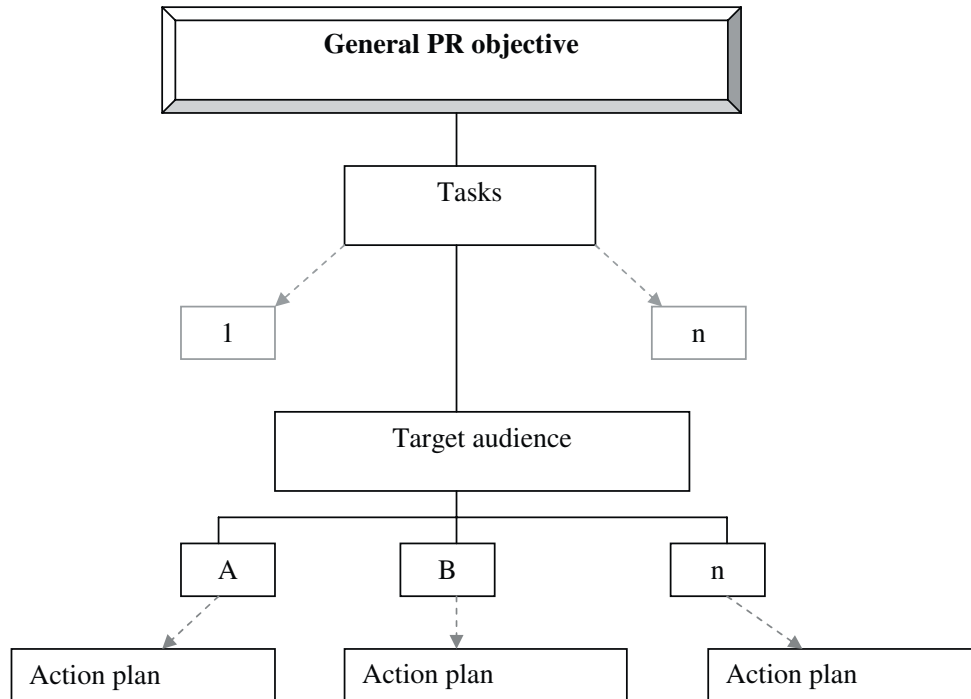 General PR objective
Tasks
1
n
Target audience
A
B
n
Action plan
Action plan
Action plan